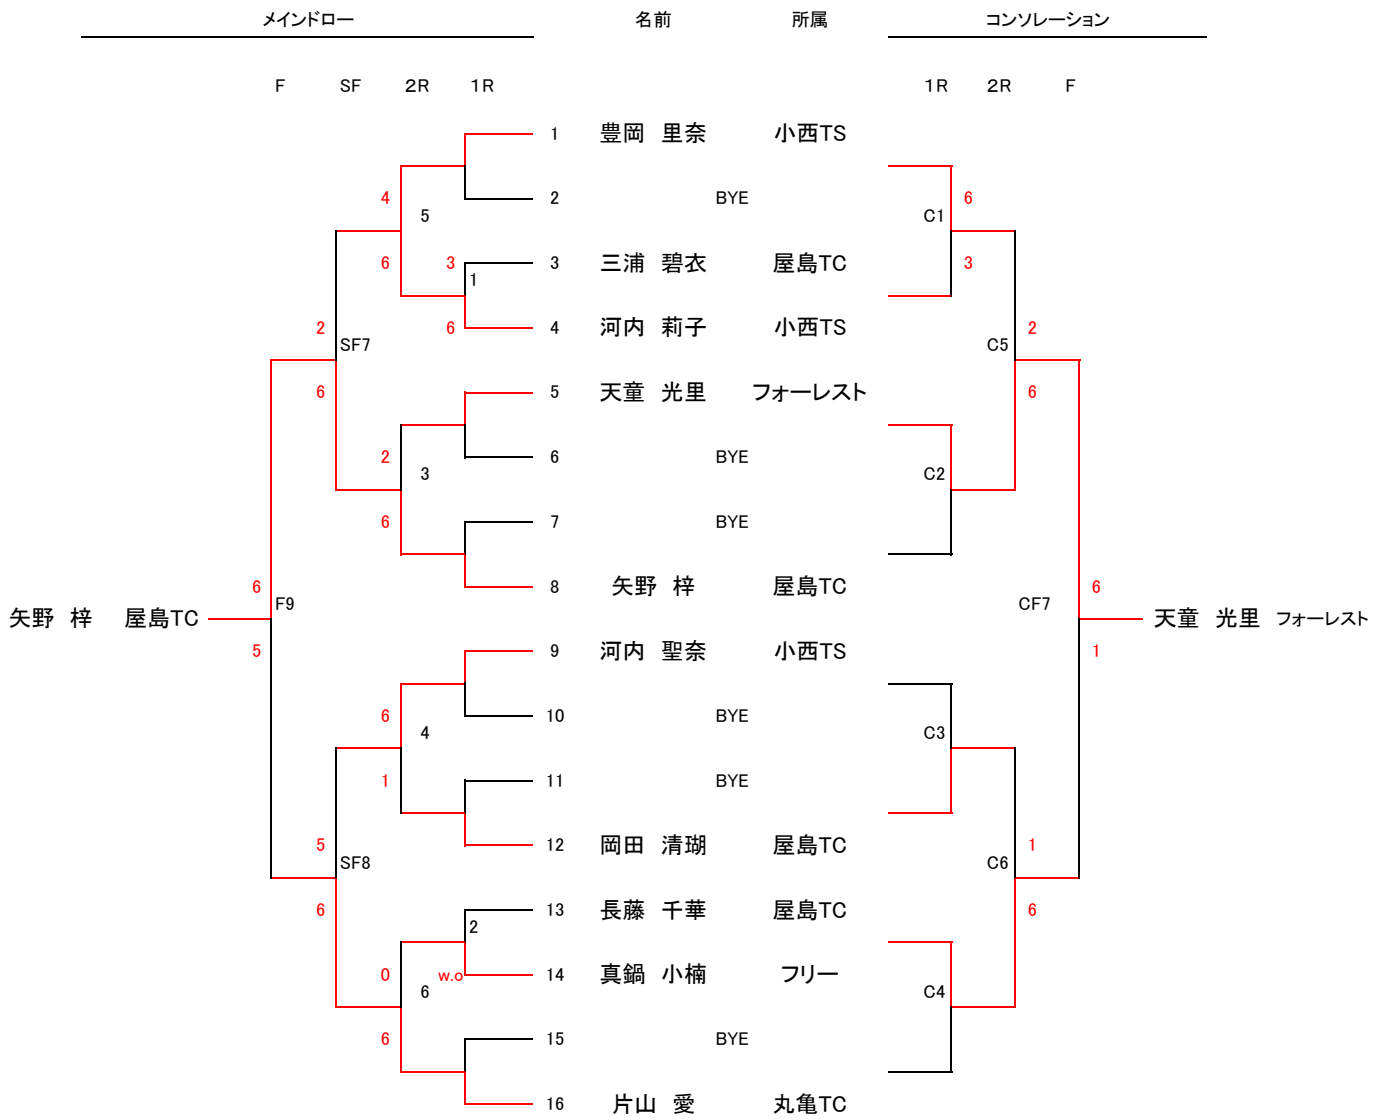 メインドロー 名前 所属 コンソレーション
F SF 2R 1R 1R 2R F
1 豊岡 里奈 小西TS
4 2 BYE 6
5 C1
6 3 3 三浦 碧衣 屋島TC 3
1
2 6 4 河内 莉子 小西TS 2
SF7 C5
6 5 天童 光里 フォーレスト 6
2 6 BYE
3 C2
6 7 BYE
6 8 矢野 梓 屋島TC 6
F9 CF7
矢野 梓 屋島TC 天童 光里 フォーレスト
5 9 河内 聖奈 小西TS 1
6 10 BYE
4 C3
1 11 BYE
5 12 岡田 清瑚 屋島TC 1
SF8 C6
6 13 長藤 千華 屋島TC 6
2
0 w.o 14 真鍋 小楠 フリー
6 C4
6 15 BYE
16 片山 愛 丸亀TC